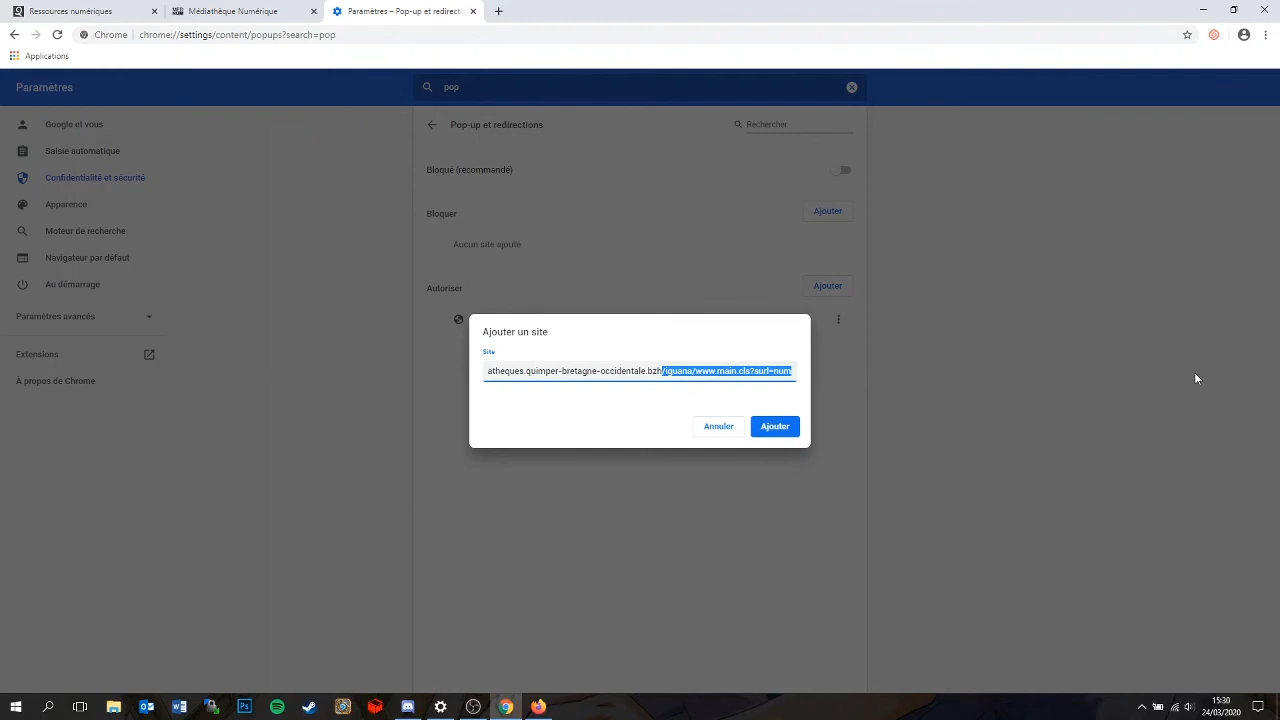 Ressources numériques
Médiathèque Numérique
Paramètres – Pop-up et redirect
Chrome
chrome://settings/content/popups?search=pop
Applications
Paramètres
pop
Google et vous
Saisie automatique
Confidentialité et sécurité
Apparence
Moteur de recherche
Navigateur par défaut
Au démarrage
Paramètres avancés
Extensions
À propos de Chrome
Pop-up et redirections
Rechercher
Bloqué (recommandé)
Bloquer
Ajouter
Aucun site ajouté
Autoriser
Ajouter
Ajouter un site
Site
atheques.quimper-bretagne-occidentale.bzh/iguana/www.main.cls?surl=num
Annuler
Ajouter
15:30
24/03/2020